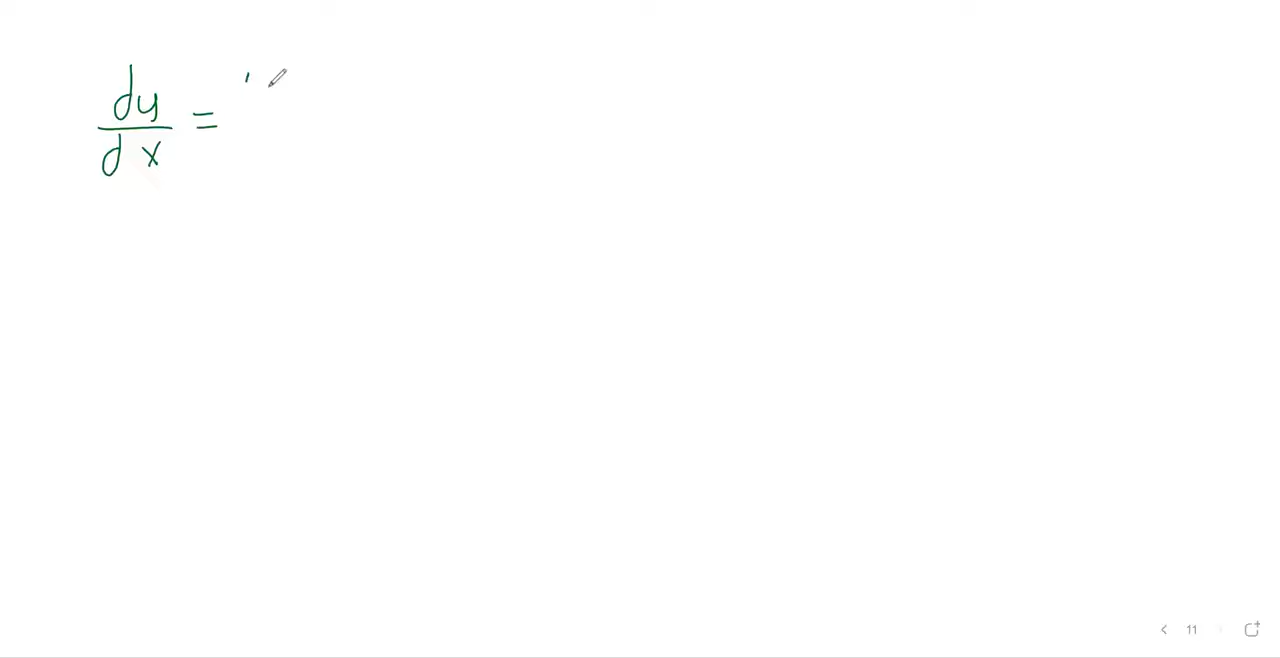 dy/dx =
11